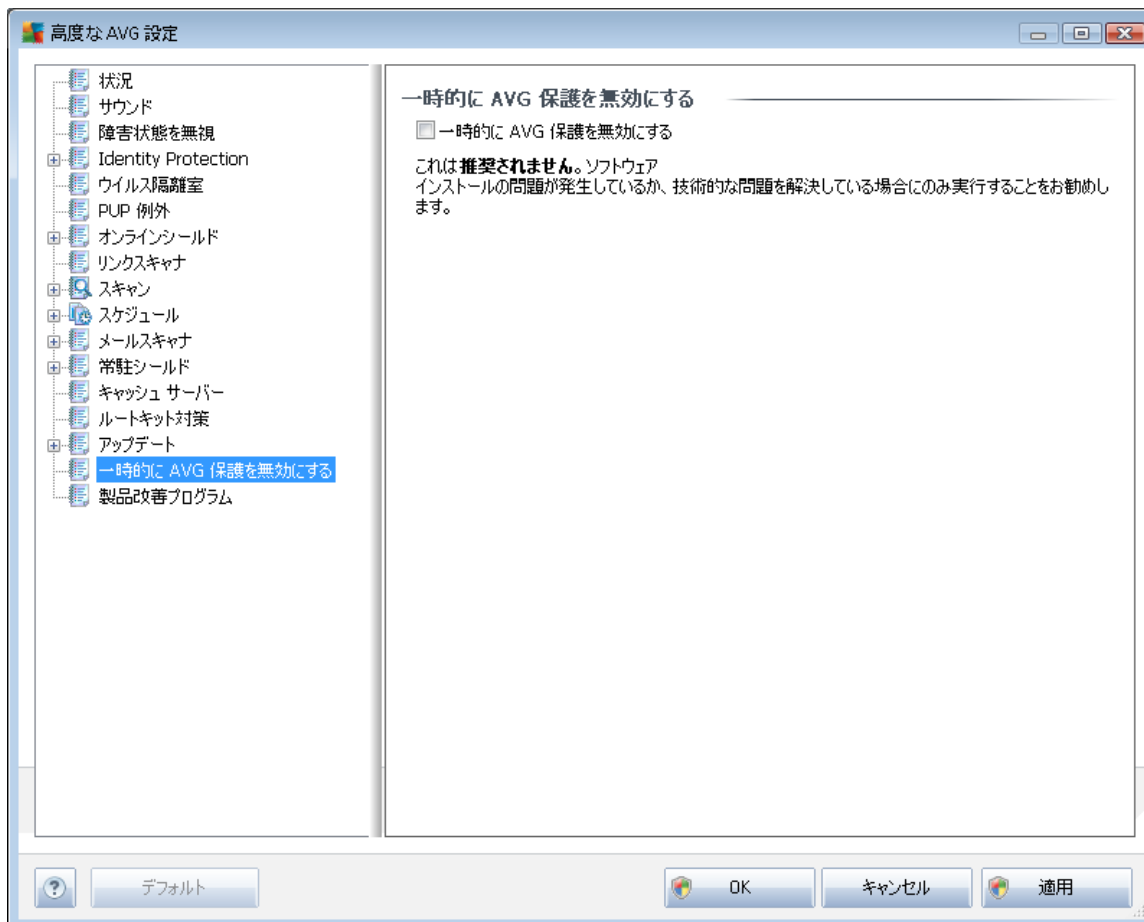 高度な AVG 設定
状況
サウンド
障害状態を無視
Identity Protection
ウイルス隔離室
PUP 例外
オンラインシールド
リンクスキャナ
スキャン
スケジュール
メールスキャナ
常駐シールド
キャッシュ サーバー
ルートキット対策
アップデート
一時的に AVG 保護を無効にする
製品改善プログラム
一時的に AVG 保護を無効にする
一時的に AVG 保護を無効にする
これは推奨されません。ソフトウェア
インストールの問題が発生しているか、技術的な問題を解決している場合にのみ実行することをお勧めし
ます。
?
デフォルト
OK
キャンセル
適用